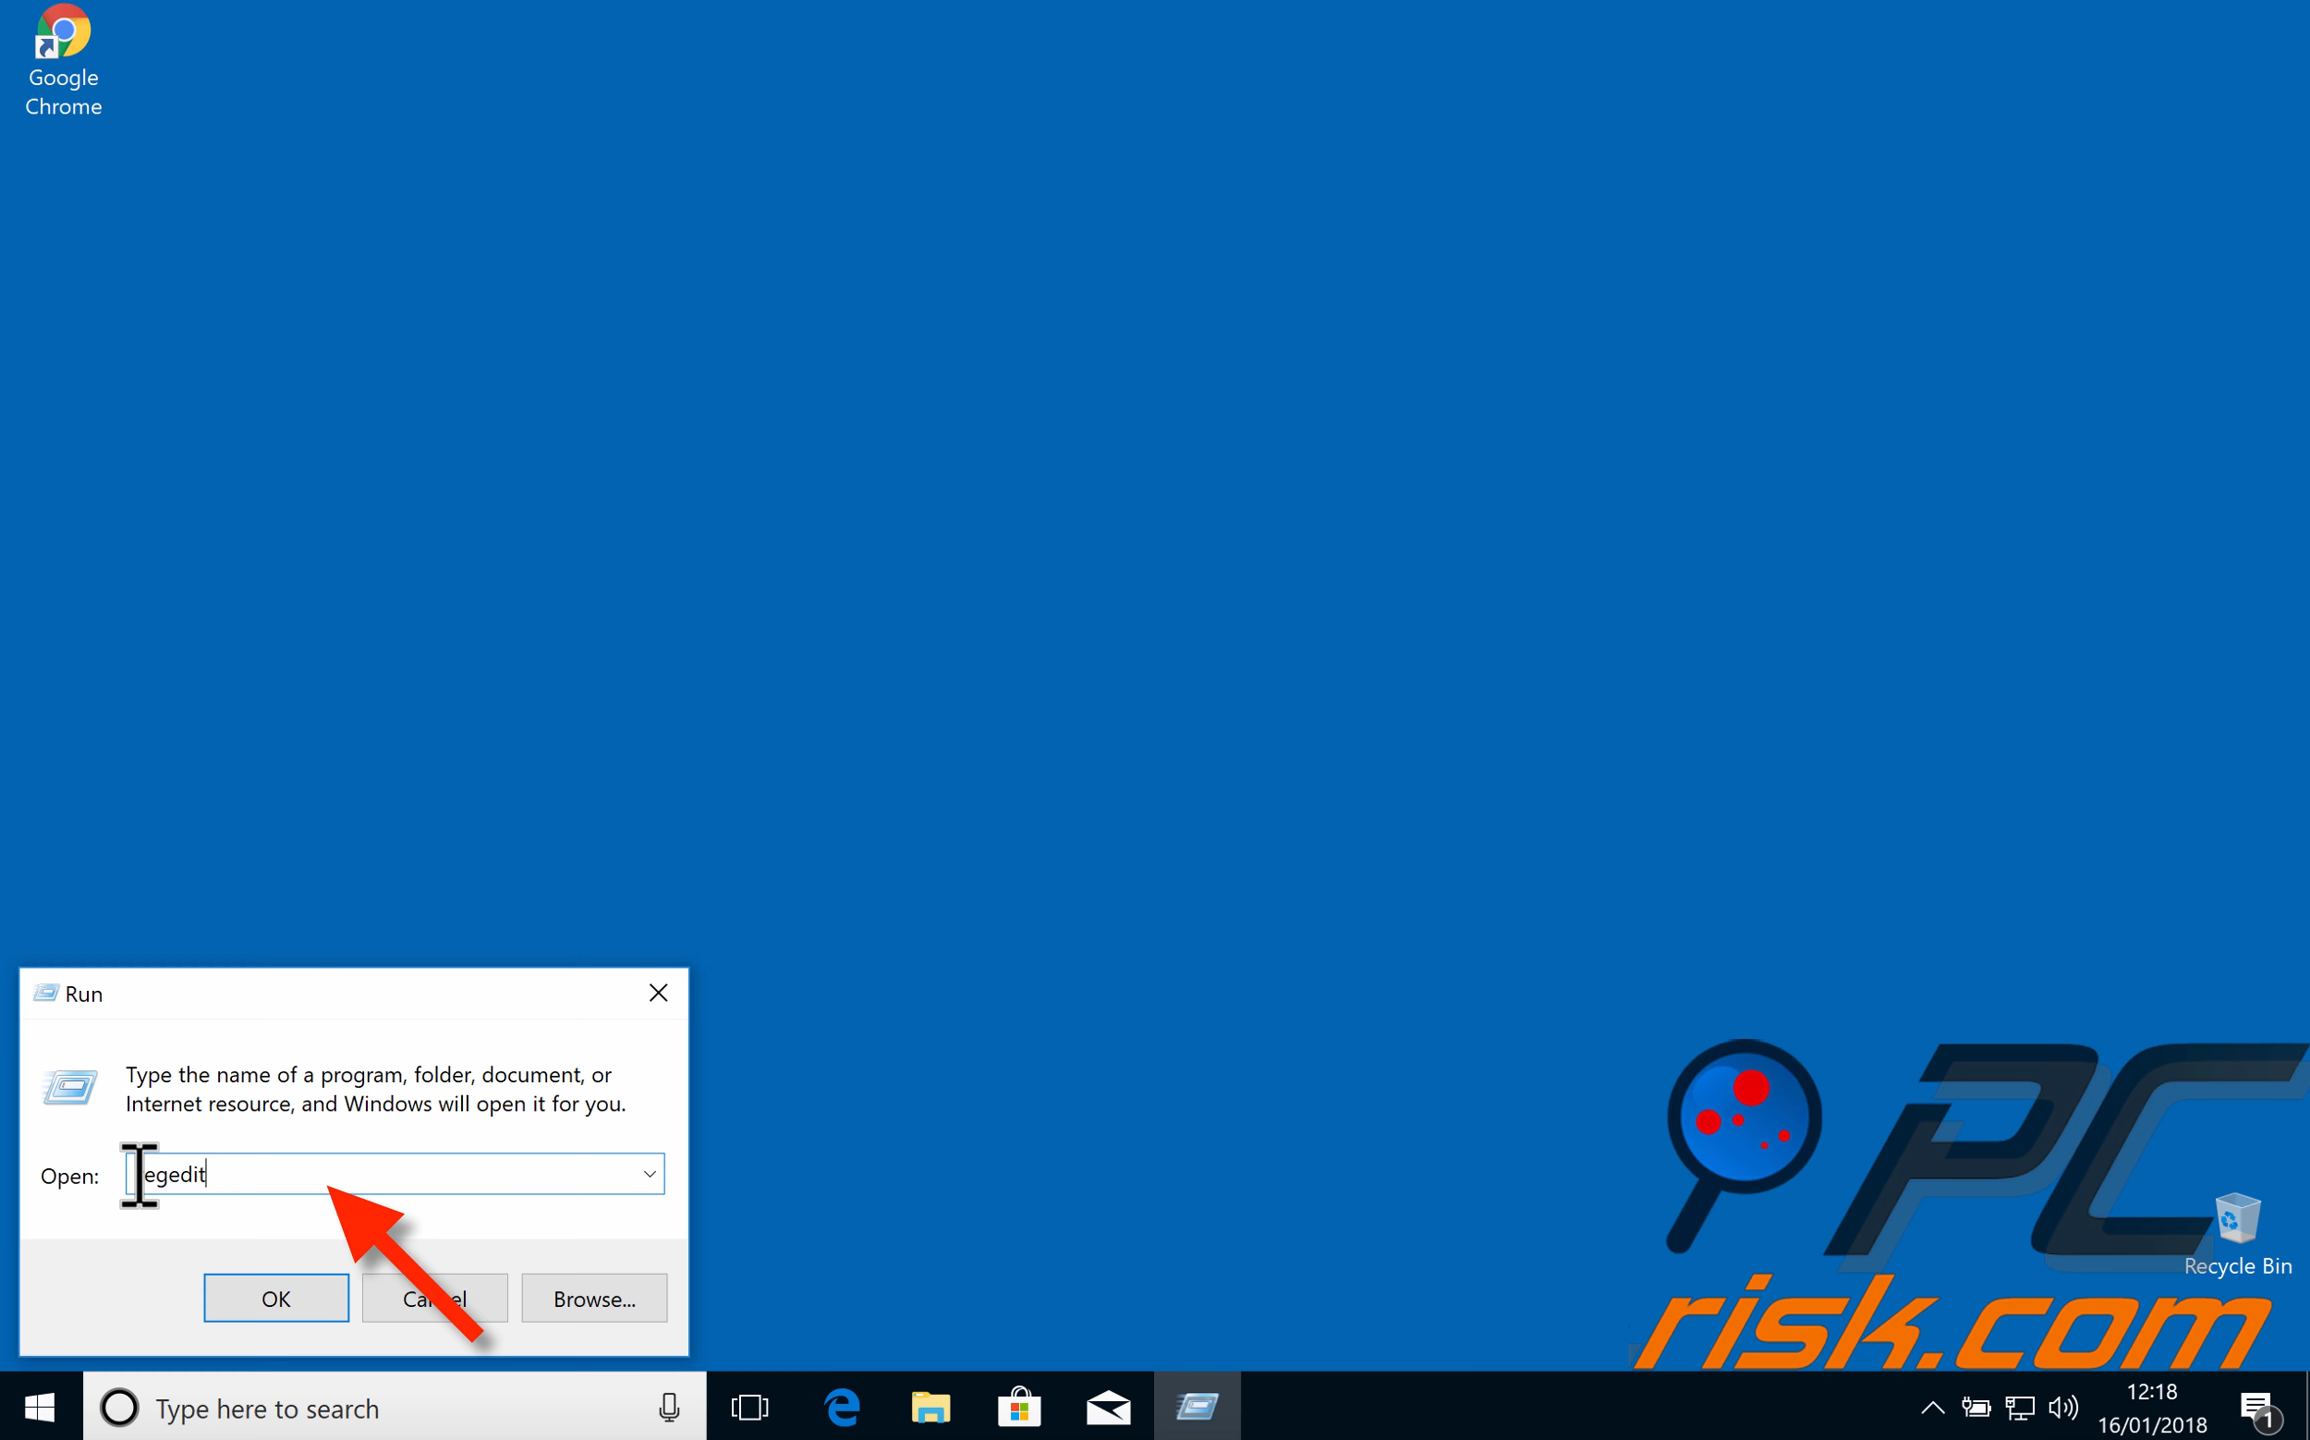 Google
Chrome
Run
Type the name of a program, folder, document, or
Internet resource, and Windows will open it for you.
Open: egedit
OK Cancel Browse...
PC
risk.com
Recycle Bin
Type here to search
12:18
16/01/2018
1